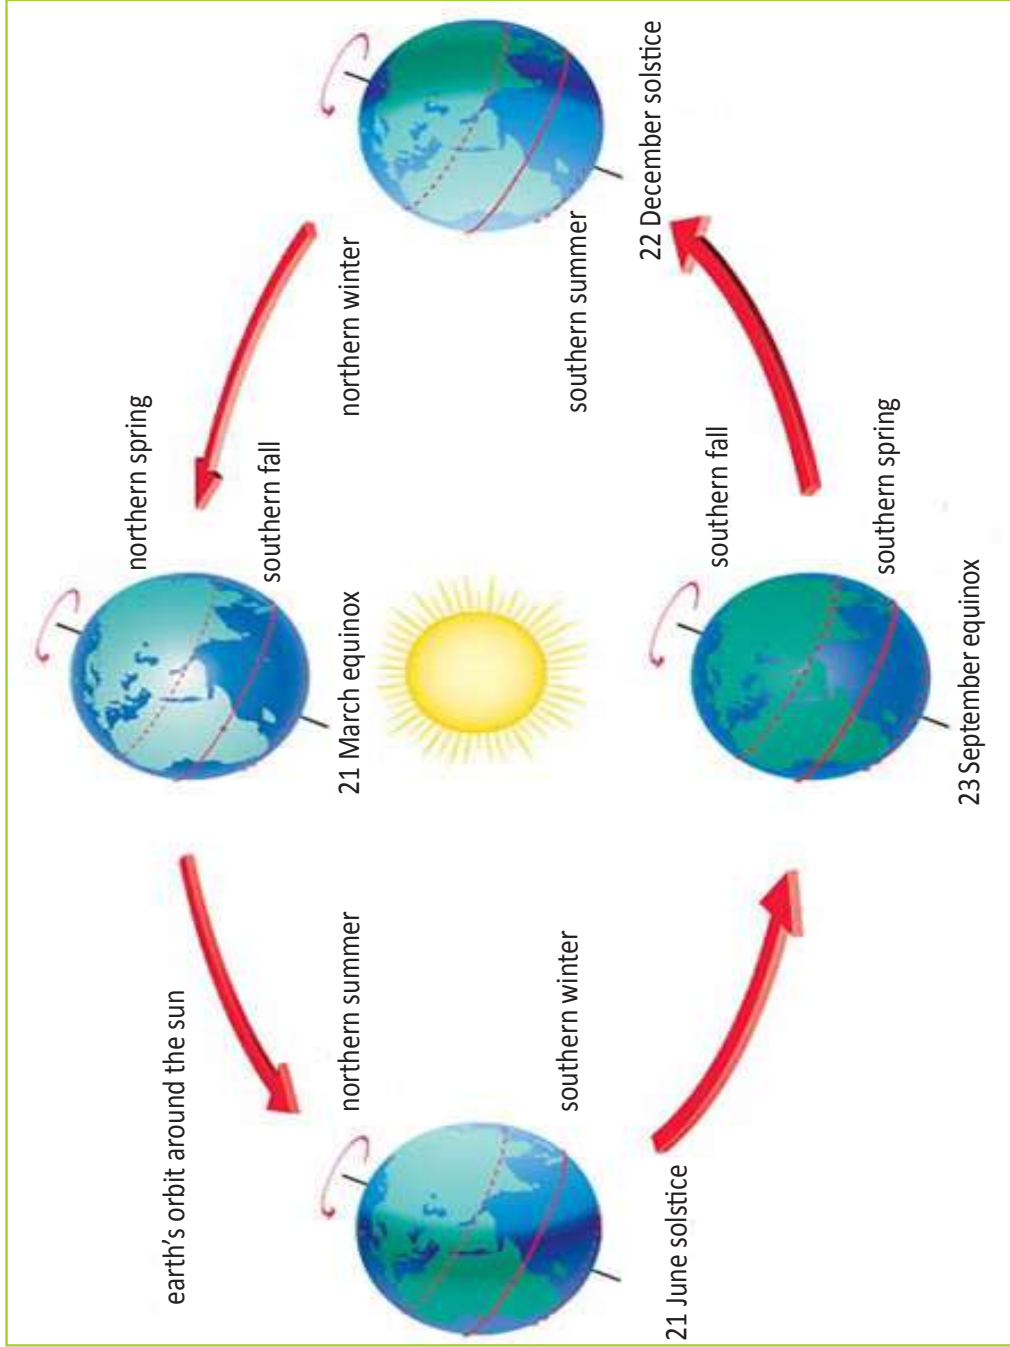 earth's orbit around the sun
northern spring
southern fall
21 March equinox
northern summer
southern winter
21 June solstice
northern winter
southern summer
22 December solstice
southern fall
southern spring
23 September equinox